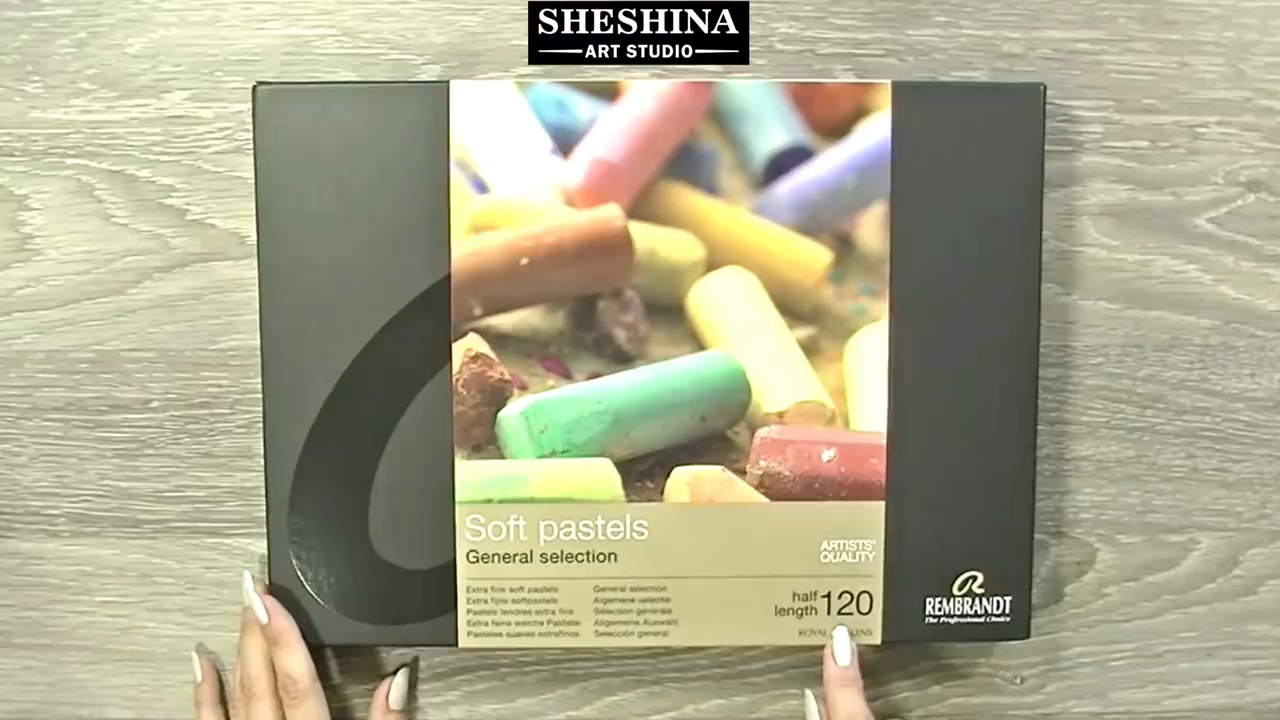 SHESHINA
ART STUDIO
Soft pastels
General selection
ARTISTS'
QUALITY
Extra fine soft pastels
Extra fijne softpastels
Pastels tendres extra fins
Extra feine weiche Pastelle
Pasteles suaves extrafinos
General selection
Algemene selectie
Sélection générale
Allgemeine Auswahl
Selección general
half
length 120
ROYAL
REMBRANDT
The Professional Choice